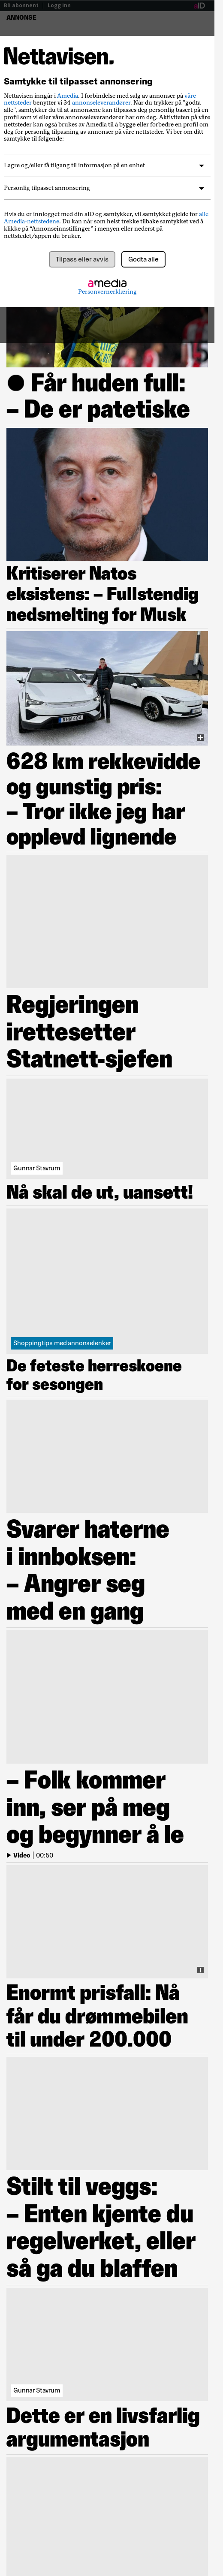 Bli abonnent | Logg inn
aiD
ANNONSE
Nettavisen.
Samtykke til tilpasset annonsering
Nettavisen inngår i Amedia. I forbindelse med salg av annonser på våre
nettsteder benytter vi 34 annonseleverandører. Når du trykker på "godta
alle", samtykker du til at annonsene kan tilpasses deg personlig basert på en
profil som vi eller våre annonseleverandører har om deg. Aktiviteten på våre
nettsteder kan også brukes av Amedia til å bygge eller forbedre en profil om
deg for personlig tilpasning av annonser på våre nettsteder. Vi ber om ditt
samtykke til følgende:
Lagre og/eller få tilgang til informasjon på en enhet
Personlig tilpasset annonsering
Hvis du er innlogget med din aID og samtykker, vil samtykket gjelde for alle
Amedia-nettstedene. Du kan når som helst trekke tilbake samtykket ved å
klikke på “Annonseinnstillinger” i menyen eller nederst på
nettstedet/appen du bruker.
Tilpass eller avvis
Godta alle
amedia
Personvernerklæring
Får huden full:
– De er patetiske
Kritiserer Natos
eksistens: – Fullstendig
nedsmelting for Musk
628 km rekkevidde
og gunstig pris:
– Tror ikke jeg har
opplevd lignende
Regjeringen
irettesetter
Statnett-sjefen
Gunnar Stavrum
Nå skal de ut, uansett!
Shoppingtips med annonselenker
De feteste herreskoene
for sesongen
Svarer haterne
i innboksen:
– Angrer seg
med en gang
– Folk kommer
inn, ser på meg
og begynner å le
Video | 00:50
Enormt prisfall: Nå
får du drømmebilen
til under 200.000
Stilt til veggs:
– Enten kjente du
regelverket, eller
så ga du blaffen
Gunnar Stavrum
Dette er en livsfarlig
argumentasjon